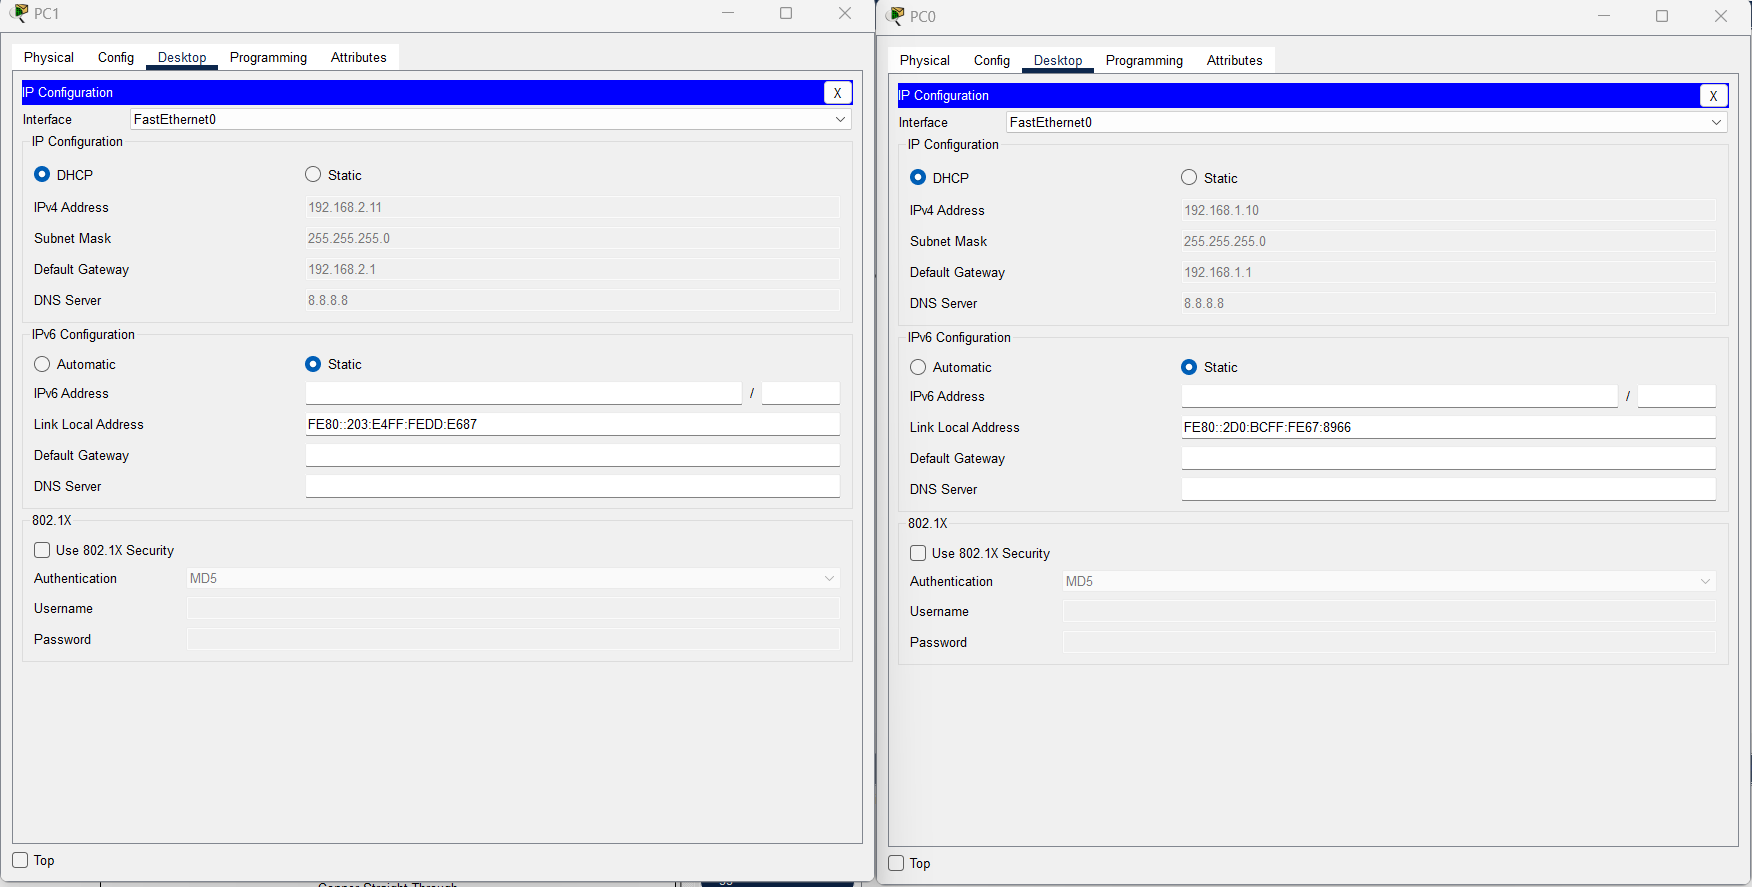 PC1
Physical Config Desktop Programming Attributes
IP Configuration X
Interface FastEthernet0
IP Configuration
DHCP Static
IPv4 Address 192.168.2.11
Subnet Mask 255.255.255.0
Default Gateway 192.168.2.1
DNS Server 8.8.8.8
IPv6 Configuration
Automatic Static
IPv6 Address /
Link Local Address FE80::203:E4FF:FEDD:E687
Default Gateway
DNS Server
802.1X
Use 802.1X Security
Authentication MD5
Username
Password
Top
PC0
Physical Config Desktop Programming Attributes
IP Configuration X
Interface FastEthernet0
IP Configuration
DHCP Static
IPv4 Address 192.168.1.10
Subnet Mask 255.255.255.0
Default Gateway 192.168.1.1
DNS Server 8.8.8.8
IPv6 Configuration
Automatic Static
IPv6 Address /
Link Local Address FE80::2D0:BCFF:FE67:8966
Default Gateway
DNS Server
802.1X
Use 802.1X Security
Authentication MD5
Username
Password
Top
Copper Straight-Through